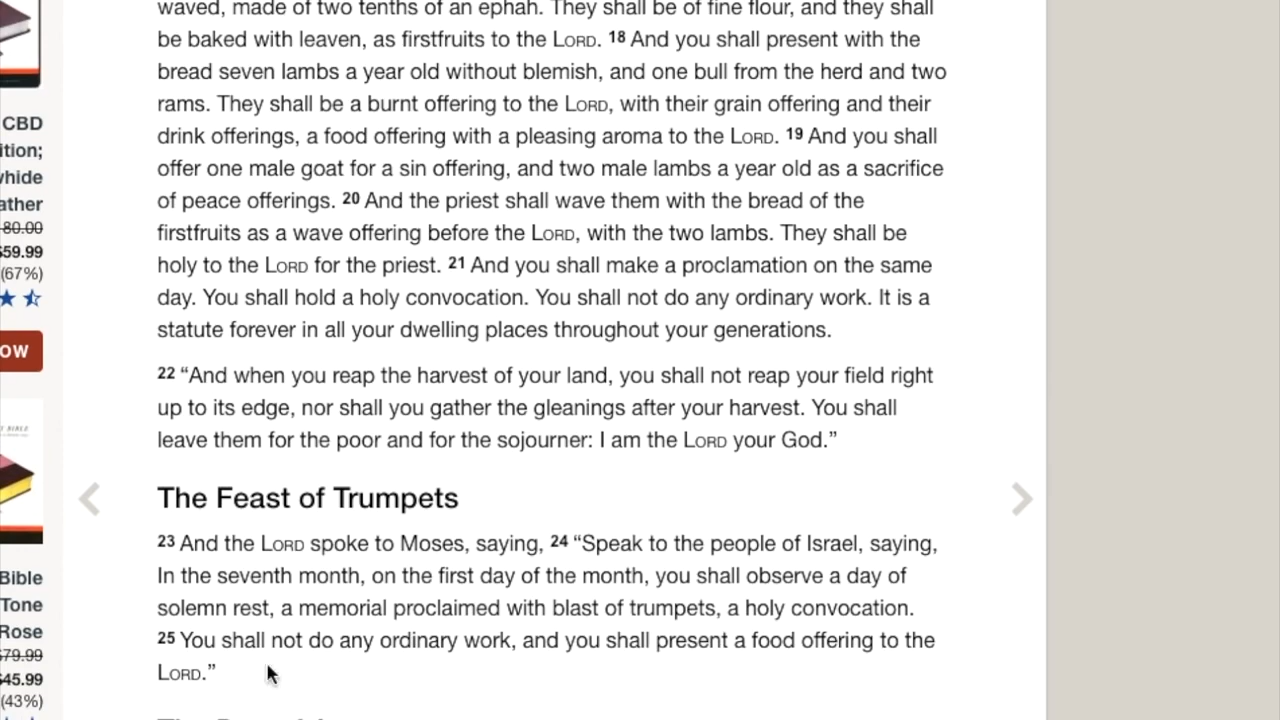 waved, made of two tenths of an ephah. They shall be of fine flour, and they shall
be baked with leaven, as firstfruits to the LORD. 18 And you shall present with the
bread seven lambs a year old without blemish, and one bull from the herd and two
rams. They shall be a burnt offering to the LORD, with their grain offering and their
drink offerings, a food offering with a pleasing aroma to the LORD. 19 And you shall
offer one male goat for a sin offering, and two male lambs a year old as a sacrifice
of peace offerings. 20 And the priest shall wave them with the bread of the
firstfruits as a wave offering before the LORD, with the two lambs. They shall be
holy to the LORD for the priest. 21 And you shall make a proclamation on the same
day. You shall hold a holy convocation. You shall not do any ordinary work. It is a
statute forever in all your dwelling places throughout your generations.
22 “And when you reap the harvest of your land, you shall not reap your field right
up to its edge, nor shall you gather the gleanings after your harvest. You shall
leave them for the poor and for the sojourner: I am the LORD your God.”
The Feast of Trumpets
23 And the LORD spoke to Moses, saying, 24 “Speak to the people of Israel, saying,
In the seventh month, on the first day of the month, you shall observe a day of
solemn rest, a memorial proclaimed with blast of trumpets, a holy convocation.
25 You shall not do any ordinary work, and you shall present a food offering to the
LORD.”
CBD
ition;
hide
ather
80.00
59.99
(67%)
OW
BIBLE
Bible
Tone
Rose
$79.99
45.99
(43%)